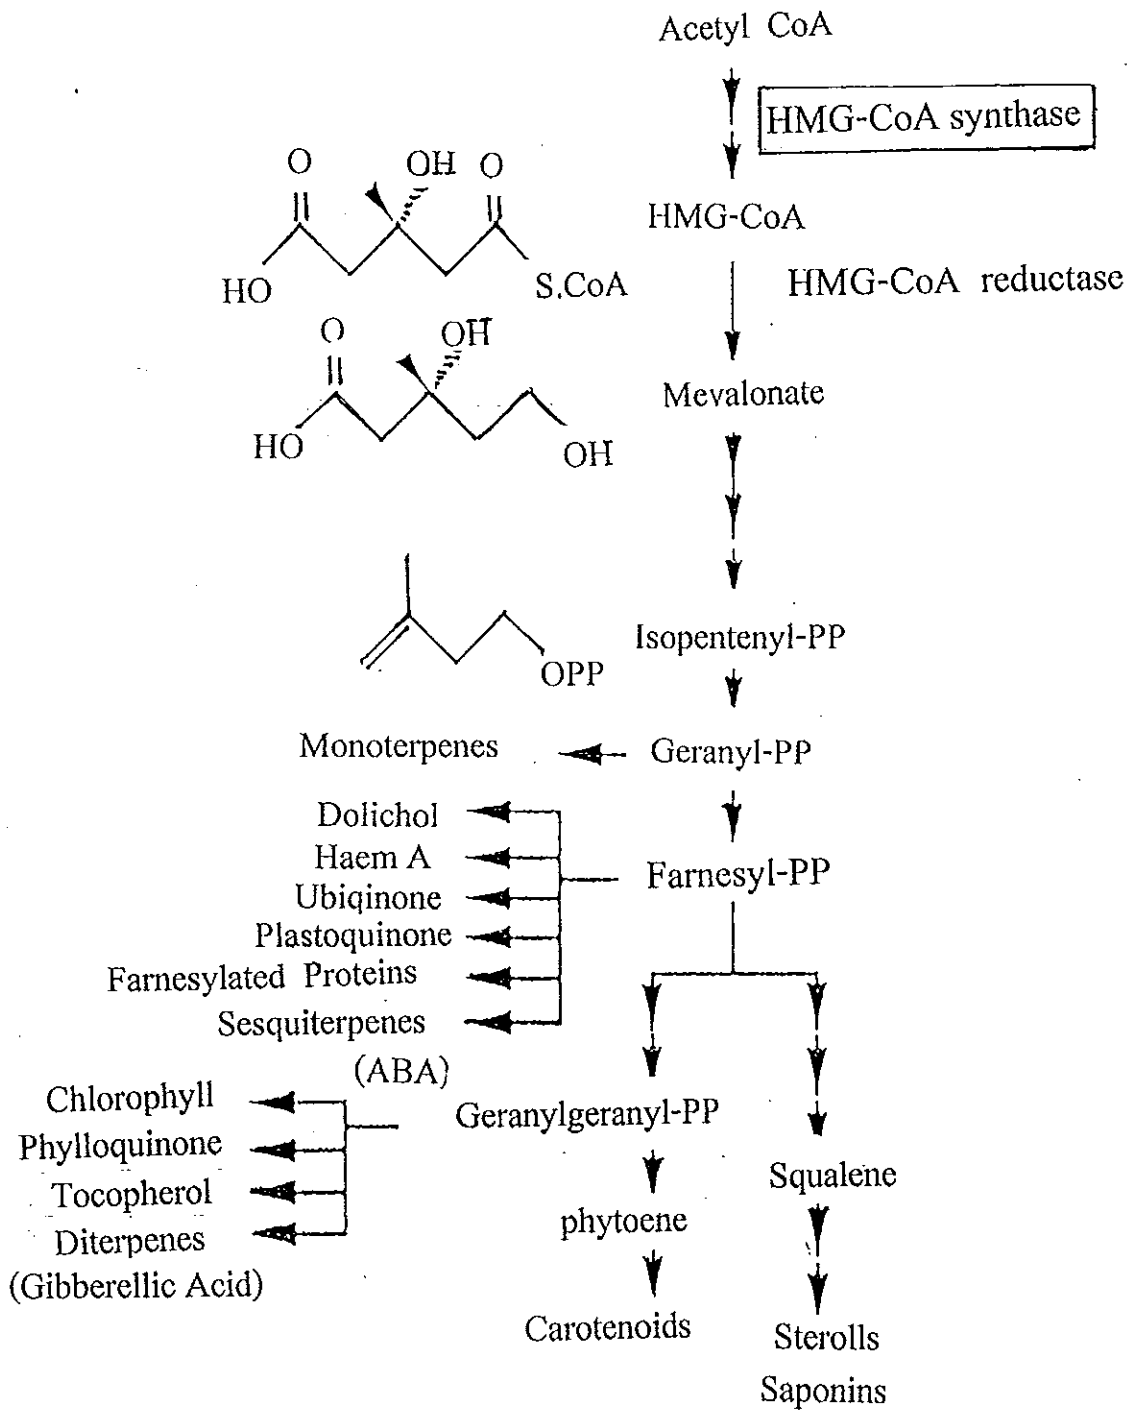 Acetyl CoA
HMG-CoA synthase
O OH O
HMG-CoA
HO S.CoA
HMG-CoA reductase
O OH
Mevalonate
HO OH
Isopentenyl-PP
OPP
Monoterpenes Geranyl-PP
Dolichol
Haem A
Farnesyl-PP
Ubiqinone
Plastoquinone
Farnesylated Proteins
Sesquiterpenes
(ABA)
Chlorophyll
Geranylgeranyl-PP
Phylloquinone
Squalene
Tocopherol
phytoene
Diterpenes
(Gibberellic Acid)
Carotenoids
Sterolls
Saponins